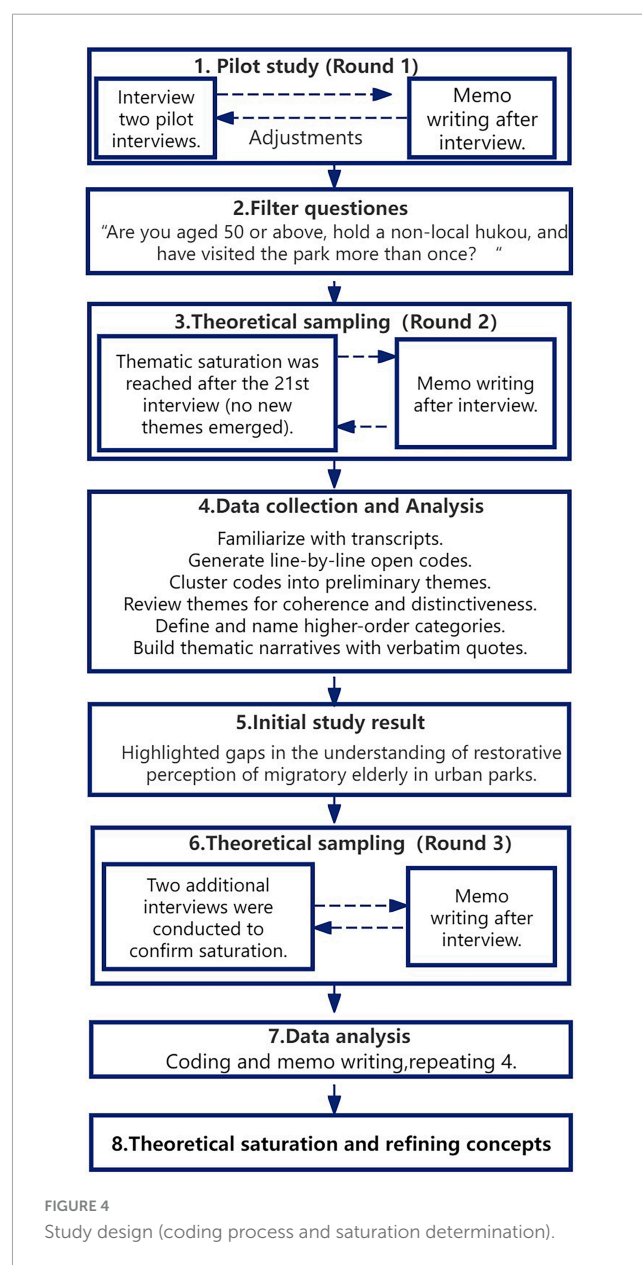 1. Pilot study (Round 1)
Interview
two pilot
interviews.
Adjustments
Memo
writing after
interview.
2.Filter questiones
“Are you aged 50 or above, hold a non-local hukou, and
have visited the park more than once? “
3.Theoretical sampling (Round 2)
Thematic saturation was
reached after the 21st
interview (no new
themes emerged).
Memo writing
after interview.
4.Data collection and Analysis
Familiarize with transcripts.
Generate line-by-line open codes.
Cluster codes into preliminary themes.
Review themes for coherence and distinctiveness.
Define and name higher-order categories.
Build thematic narratives with verbatim quotes.
5.Initial study result
Highlighted gaps in the understanding of restorative
perception of migratory elderly in urban parks.
6.Theoretical sampling (Round 3)
Two additional
interviews were
conducted to
confirm saturation.
Memo
writing after
interview.
7.Data analysis
Coding and memo writing,repeating 4.
8.Theoretical saturation and refining concepts
FIGURE 4
Study design (coding process and saturation determination).